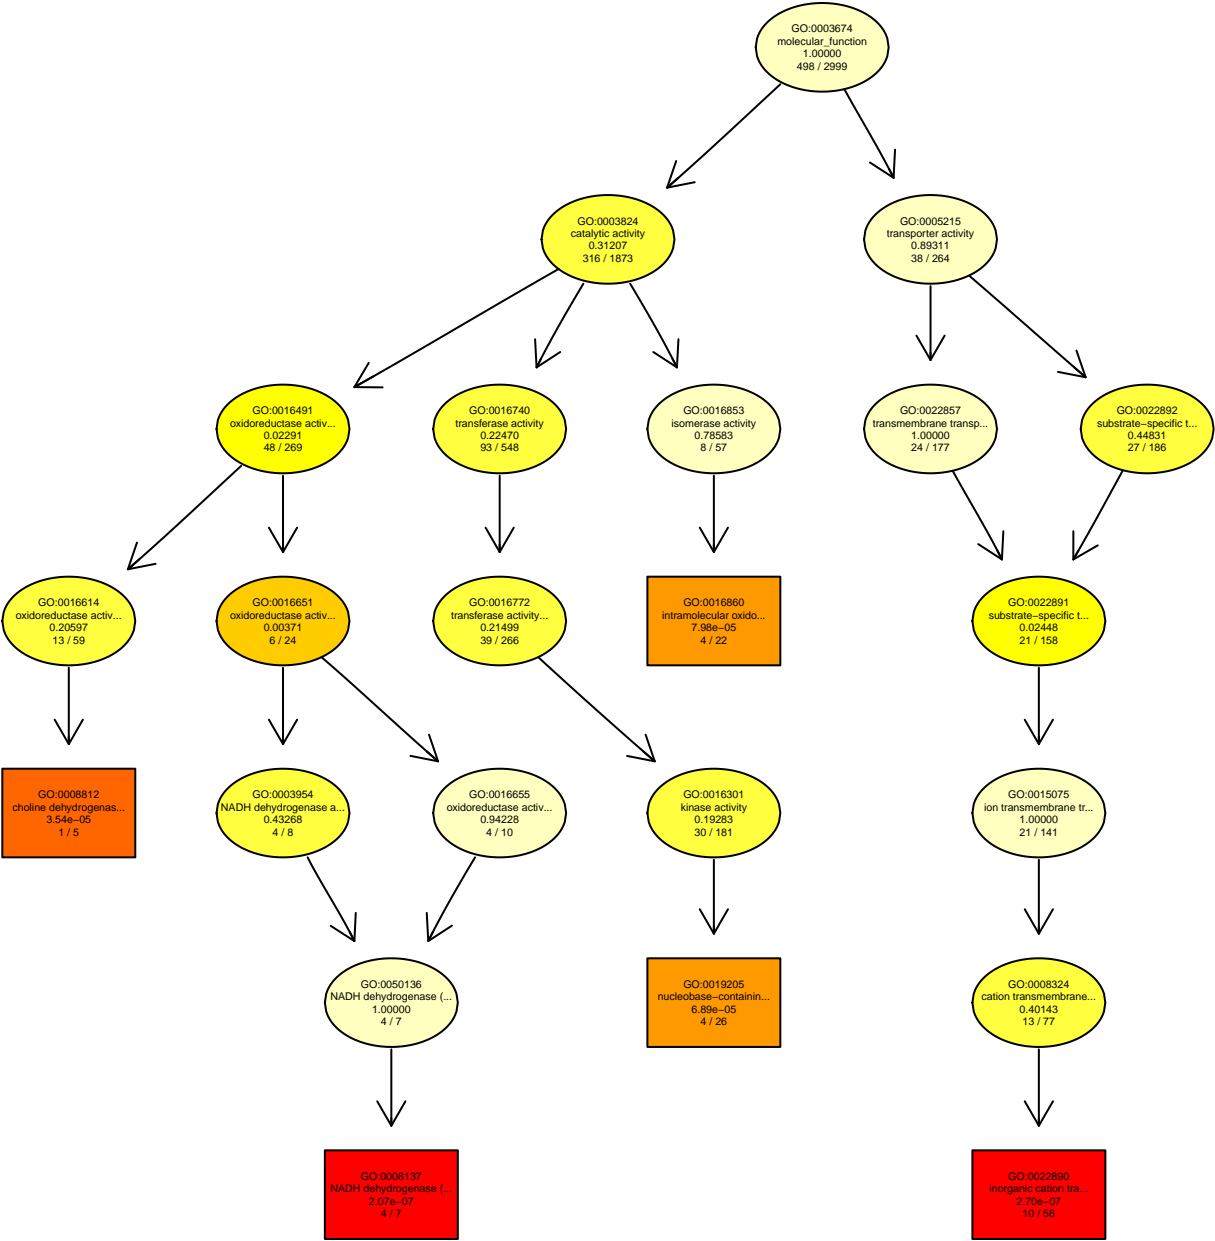 GO:0003674
molecular_function
1.00000
498 / 2999
GO:0003824
catalytic activity
0.31207
316 / 1873
GO:0005215
transporter activity
0.89311
38 / 264
GO:0016491
oxidoreductase activ...
0.02291
48 / 269
GO:0016740
transferase activity
0.22470
93 / 548
GO:0016853
isomerase activity
0.78583
8 / 57
GO:0022857
transmembrane transp...
1.00000
24 / 177
GO:0022892
substrate−specific t...
0.44831
27 / 186
GO:0016614
oxidoreductase activ...
0.20597
13 / 59
GO:0016651
oxidoreductase activ...
0.00371
6 / 24
GO:0016772
transferase activity...
0.21499
39 / 266
GO:0016860
intramolecular oxido...
7.98e−05
4 / 22
GO:0022891
substrate−specific t...
0.02448
21 / 158
GO:0008812
choline dehydrogenas...
3.54e−05
1 / 5
GO:0003954
NADH dehydrogenase a...
0.43268
4 / 8
GO:0016655
oxidoreductase activ...
0.94228
4 / 10
GO:0016301
kinase activity
0.19283
30 / 181
GO:0015075
ion transmembrane tr...
1.00000
21 / 141
GO:0050136
NADH dehydrogenase (...
1.00000
4 / 7
GO:0019205
nucleobase−containin...
6.89e−05
4 / 26
GO:0008324
cation transmembrane...
0.40143
13 / 77
GO:0008137
NADH dehydrogenase (...
2.07e−07
4 / 7
GO:0022890
inorganic cation tra...
2.70e−07
10 / 56